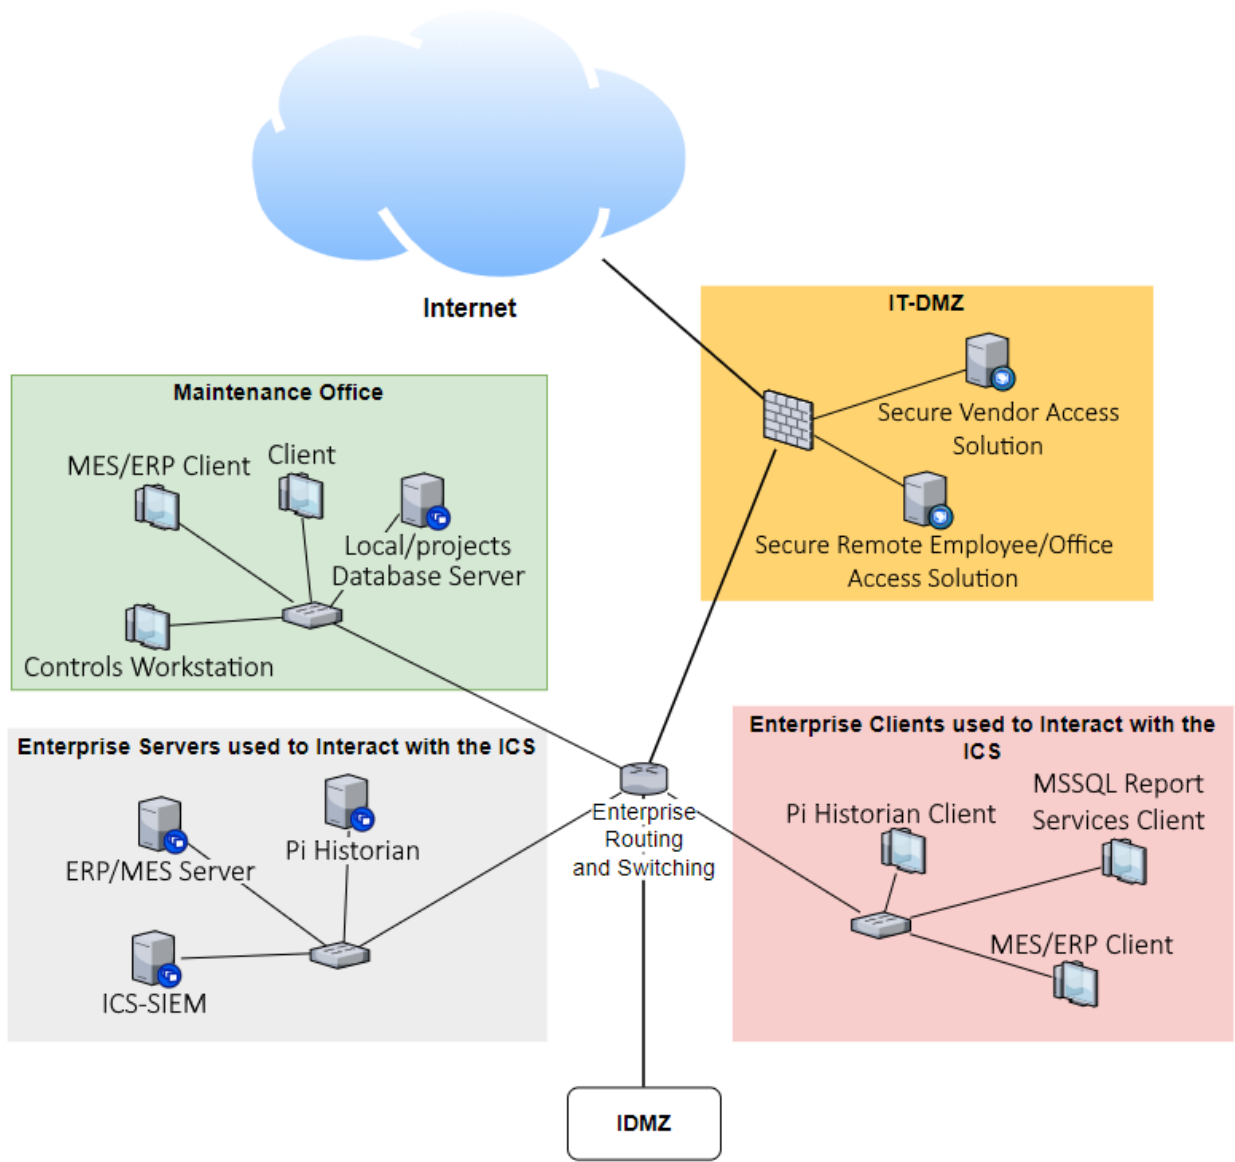 Internet
IT-DMZ
Secure Vendor Access
Solution
Secure Remote Employee/Office
Access Solution
Maintenance Office
MES/ERP Client
Client
Local/projects
Database Server
Controls Workstation
Enterprise Servers used to Interact with the ICS
ERP/MES Server
Pi Historian
ICS-SIEM
Enterprise
Routing
and Switching
Enterprise Clients used to Interact with the
ICS
Pi Historian Client
MSSQL Report
Services Client
MES/ERP Client
IDMZ